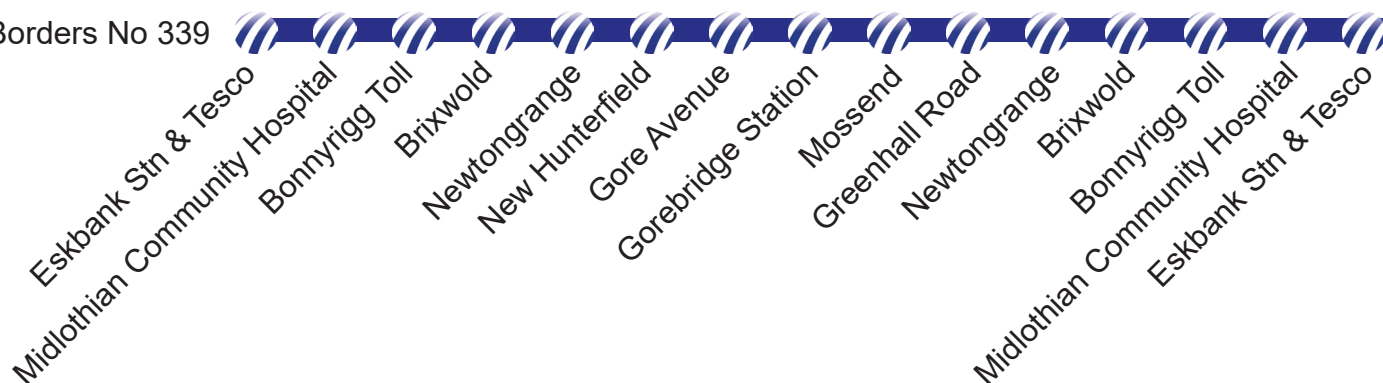 Borders No 339
Eskbank Stn & Tesco
Midlothian Community Hospital
Bonnyrigg Toll
Brixwold
Newtongrange
New Hunterfield
Gore Avenue
Gorebridge Station
Mossend
Greenhall Road
Newtongrange
Brixwold
Bonnyrigg Toll
Midlothian Community Hospital
Eskbank Stn & Tesco